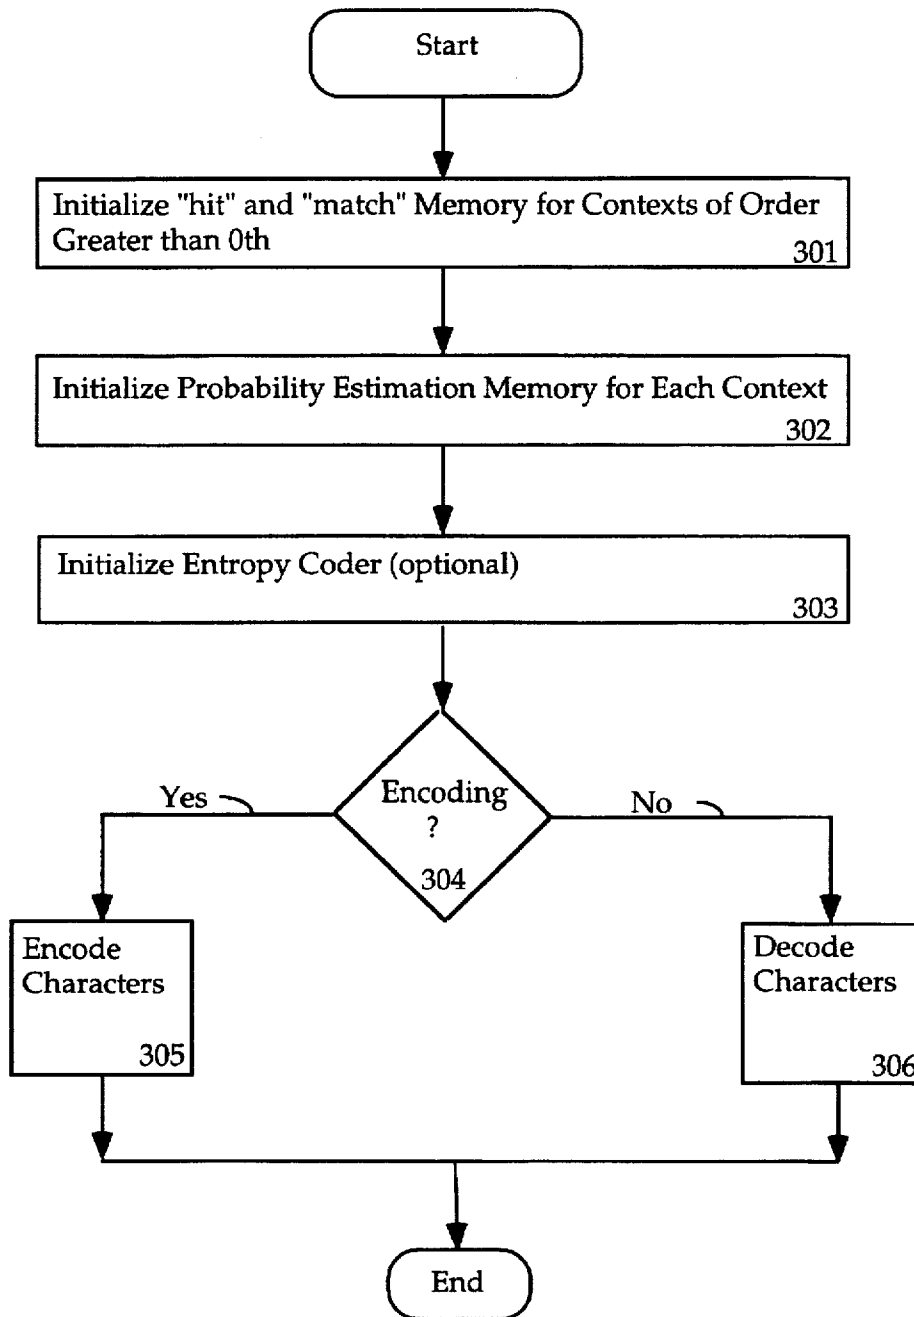 Start
Initialize "hit" and "match" Memory for Contexts of Order
Greater than 0th
301
Initialize Probability Estimation Memory for Each Context
302
Initialize Entropy Coder (optional)
303
Yes
Encoding
?
304
No
Encode
Characters
305
Decode
Characters
306
End